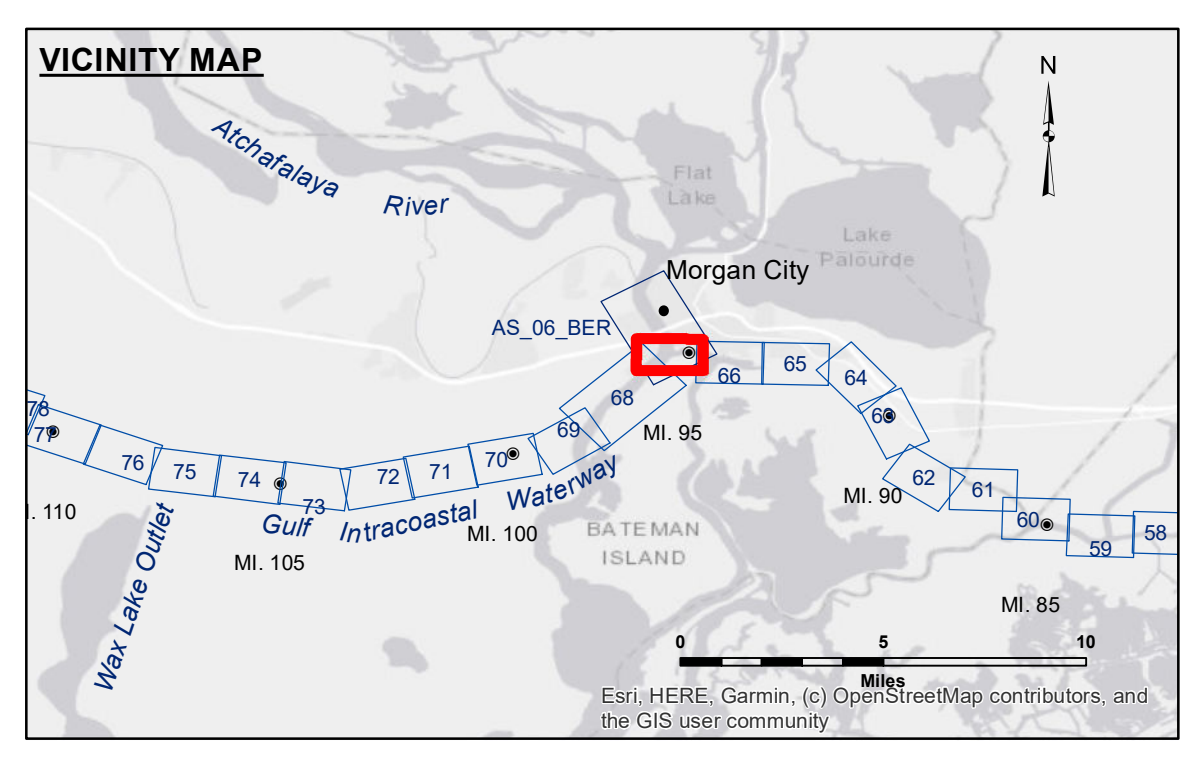 VICINITY MAP
N
Atchafalaya
River
Flat
Lake
Lake
Palourde
Morgan City
AS_06_BER
66
65
64
63
68
69
MI. 95
78
77
76
75
74
73
72
71
70
62
61
60
59
58
MI. 90
Waterway
Intracoastal
Gulf
MI. 100
MI. 105
. 110
Wax Lake Outlet
BATEMAN
ISLAND
MI. 85
0 5 10
Miles
Esri, HERE, Garmin, (c) OpenStreetMap contributors, and
the GIS user community